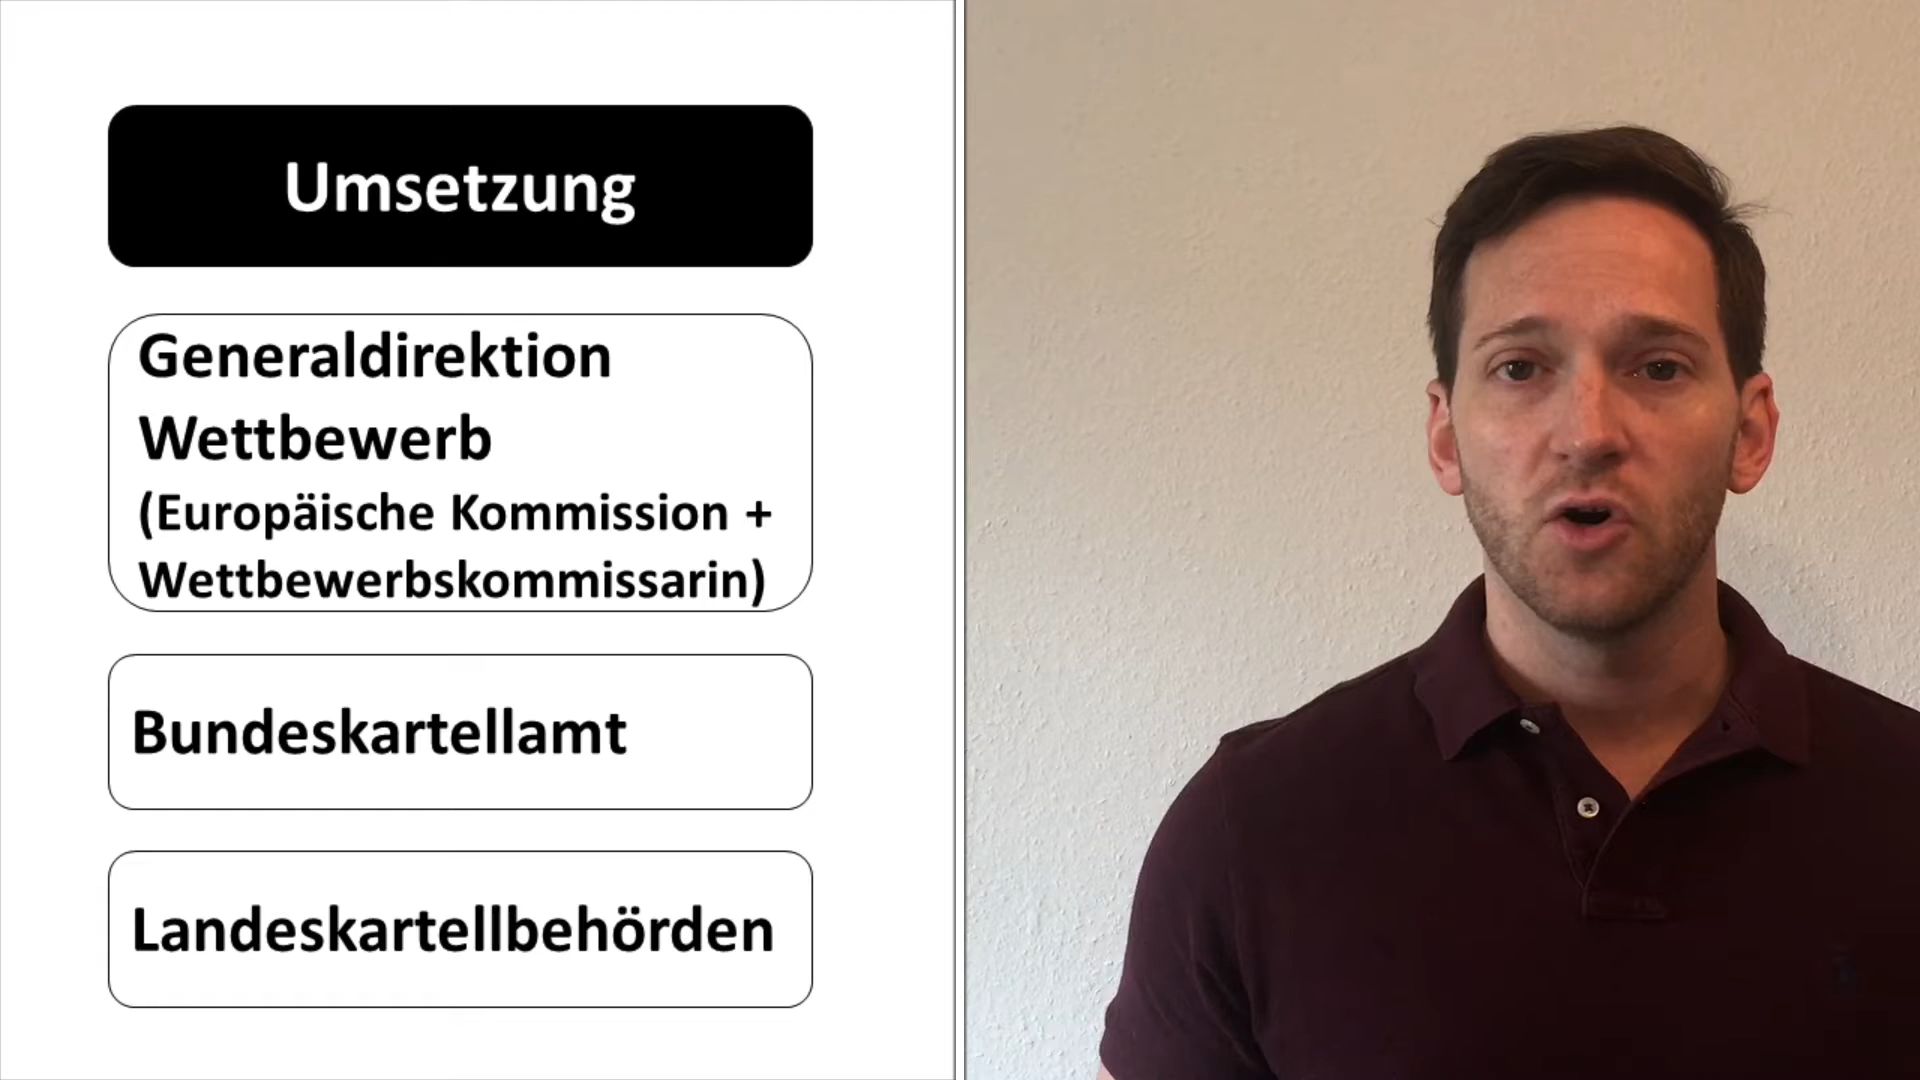 Umsetzung
Generaldirektion
Wettbewerb
(Europäische Kommission +
Wettbewerbskommissarin)
Bundeskartellamt
Landeskartellbehörden